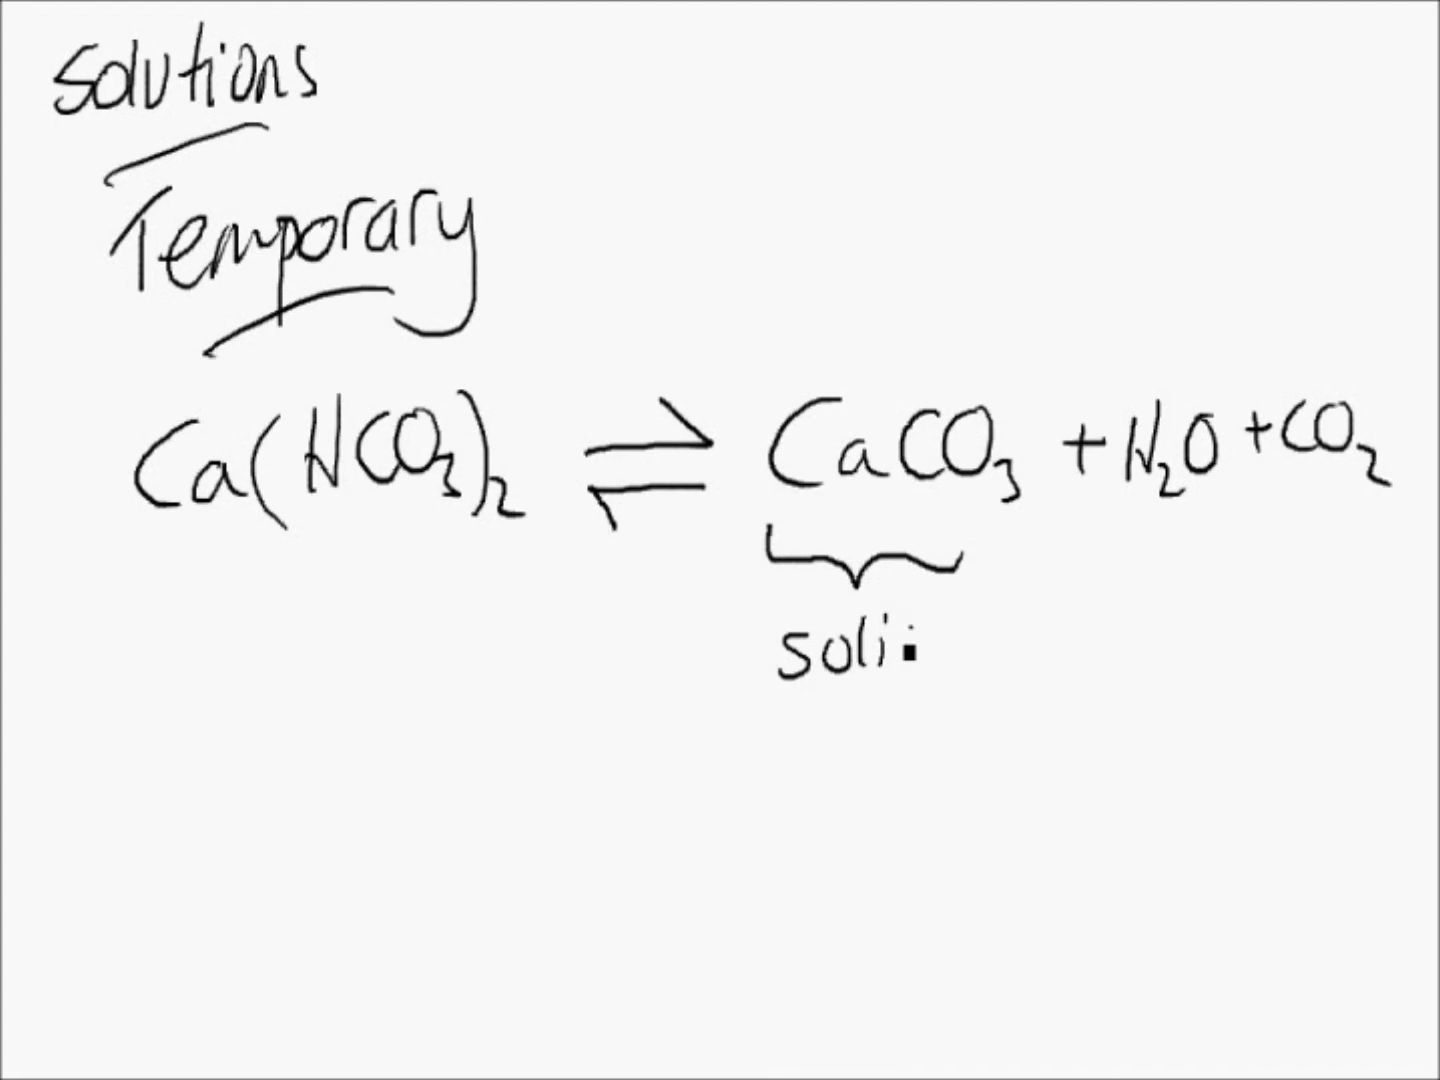 Solutions
Temporary
Ca(HCO₃)₂ ⇌ CaCO₃ + H₂O + CO₂
soli